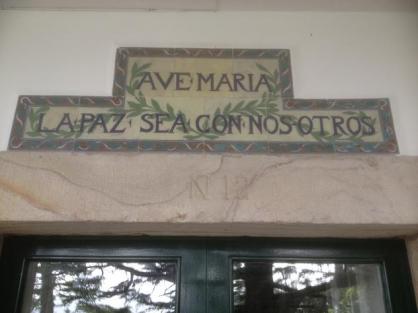 AVE MARIA
LA·PAZ· SEA·CON·NOSOTROS
Nº 12